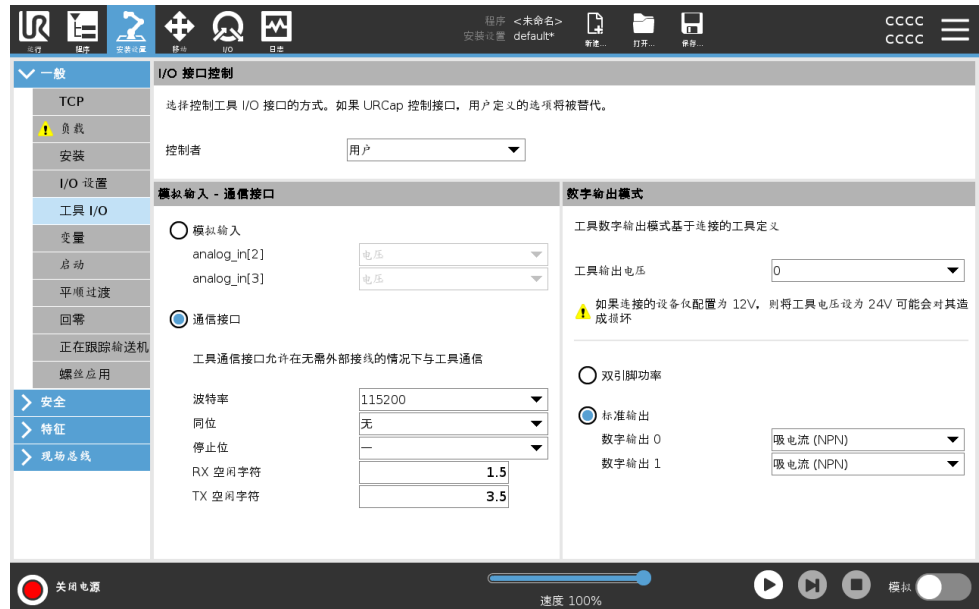 UR
运行 程序 安装设置 移动 I/O 日志
程序 <未命名>
安装设置 default*
新建... 打开... 保存...
CCCC
CCCC
一般
TCP
负载
安装
I/O 设置
工具 I/O
变量
启动
平顺过渡
回零
正在跟踪输送机
螺丝应用
安全
特征
现场总线
I/O 接口控制
选择控制工具 I/O 接口的方式。如果 URCap 控制接口，用户定义的选项将被替代。
控制者 用户
模拟输入 - 通信接口
模拟输入
analog_in[2] 电压
analog_in[3] 电压
通信接口
工具通信接口允许在无需外部接线的情况下与工具通信
波特率 115200
同位 无
停止位 一
RX 空闲字符 1.5
TX 空闲字符 3.5
数字输出模式
工具数字输出模式基于连接的工具定义
工具输出电压 0
如果连接的设备仅配置为 12V，则将工具电压设为 24V 可能会对其造
成损坏
双引脚功率
标准输出
数字输出 0 吸电流 (NPN)
数字输出 1 吸电流 (NPN)
关闭电源
速度 100%
模拟